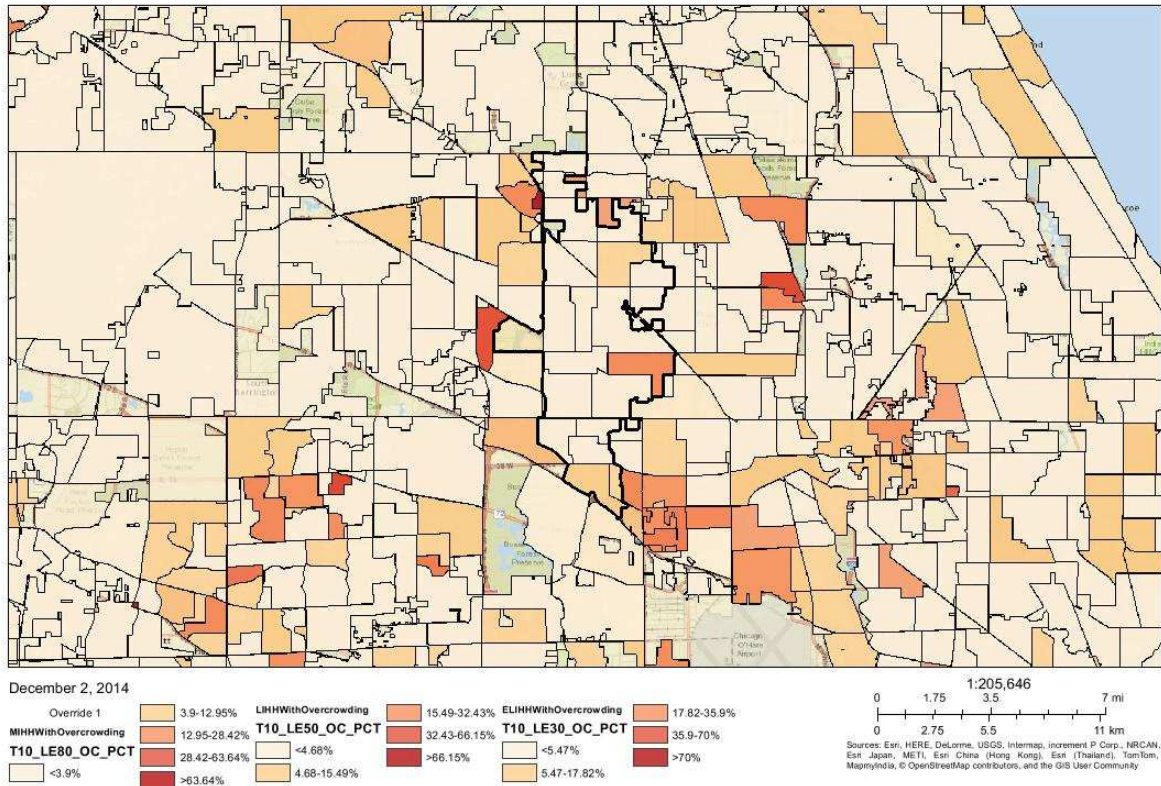 Chicago
O'Hare
Airport
December 2, 2014
Override 1
MIHHWithOvercrowding
T10_LE80_OC_PCT
<3.9%
3.9-12.95%
12.95-28.42%
28.42-63.64%
>63.64%
LIHHWithOvercrowding
T10_LE50_OC_PCT
<4.68%
4.68-15.49%
15.49-32.43%
32.43-66.15%
>66.15%
ELIHHWithOvercrowding
T10_LE30_OC_PCT
<5.47%
5.47-17.82%
17.82-35.9%
35.9-70%
>70%
1:205,646
0 1.75 3.5 7 mi
0 2.75 5.5 11 km
Sources: Esri, HERE, DeLorme, USGS, Intermap, increment P Corp., NRCAN,
Esri Japan, METI, Esri China (Hong Kong), Esri (Thailand), TomTom,
MapmyIndia, © OpenStreetMap contributors, and the GIS User Community